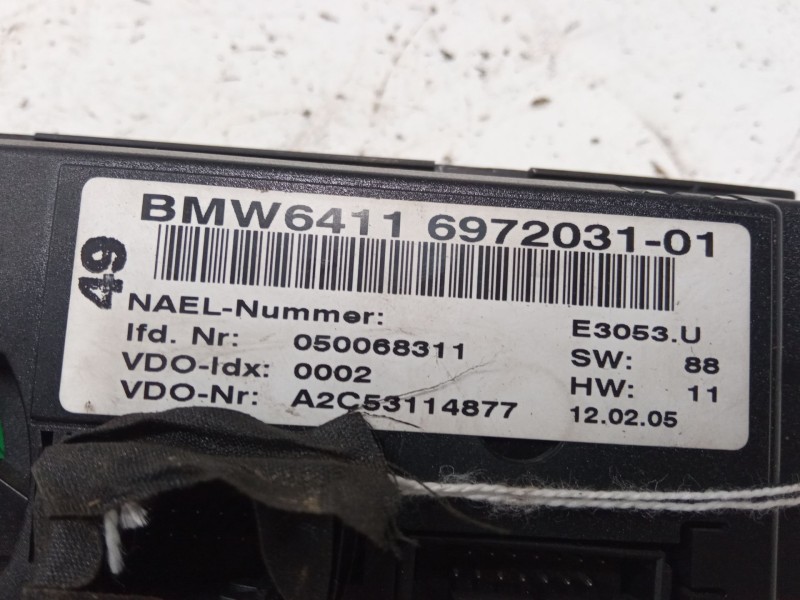 BMW6411 6972031-01
49
NAEL-Nummer: E3053.U
lfd. Nr: 050068311 SW: 88
VDO-Idx: 0002 HW: 11
VDO-Nr: A2C53114877 12.02.05